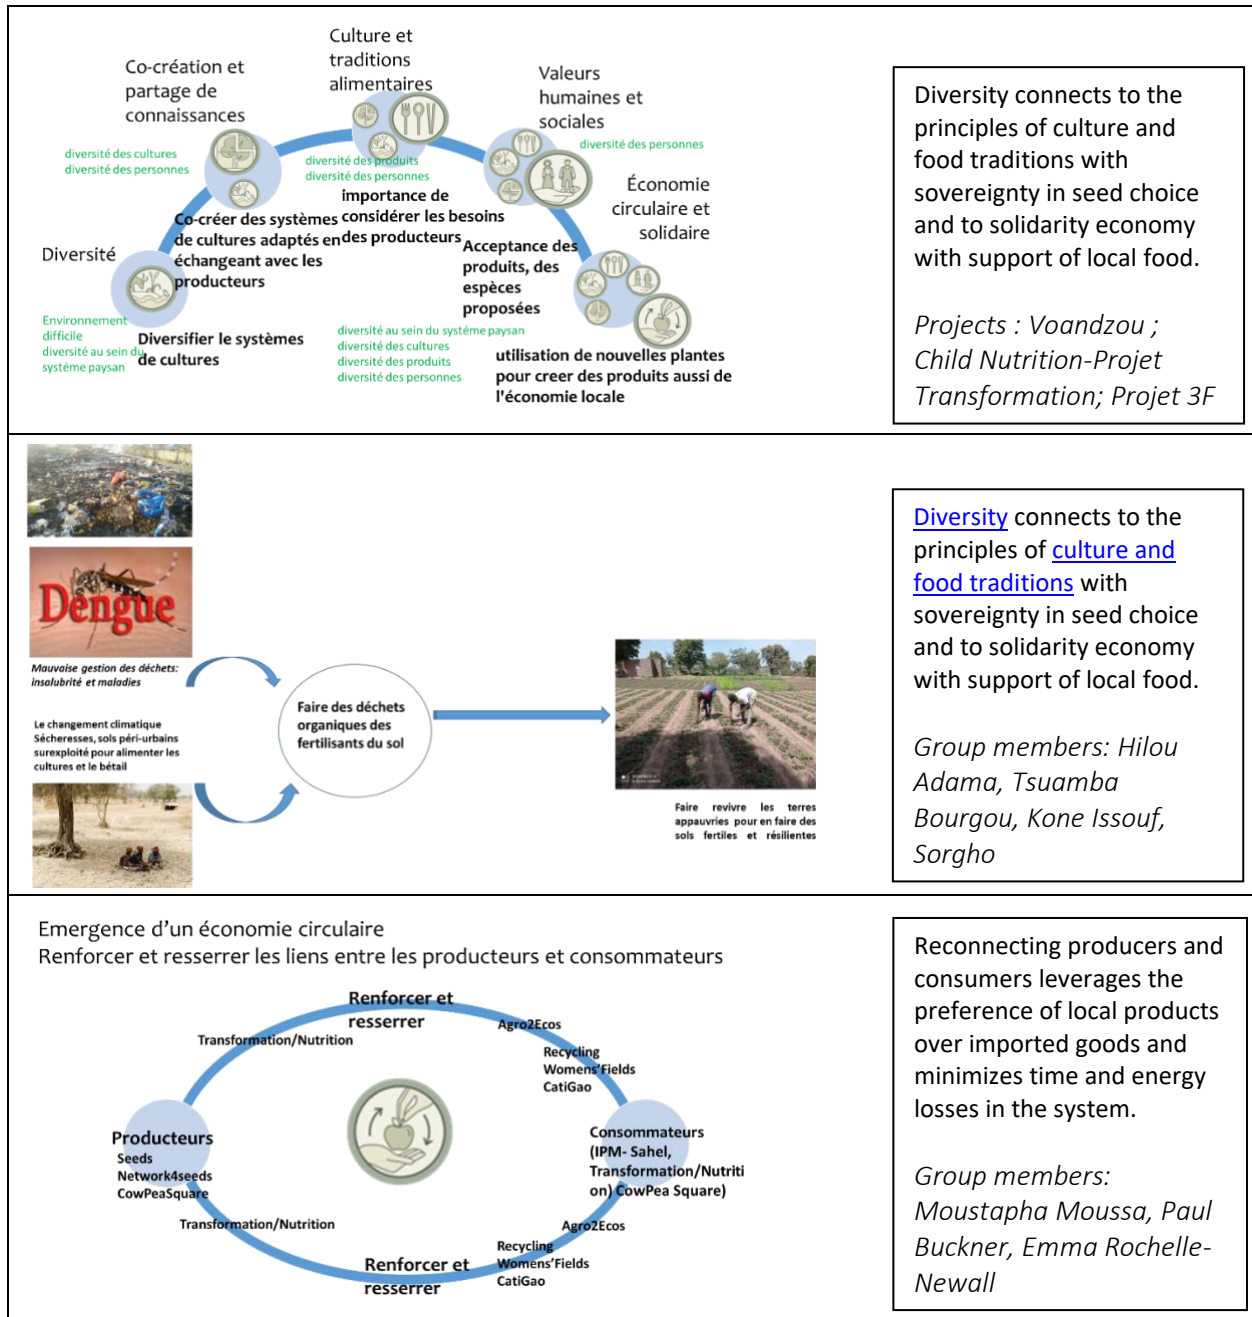 Culture et
traditions
alimentaires
Co-création et
partage de
connaissances
Valeurs
humaines et
sociales
diversité des cultures
diversité des personnes
diversité des produits
diversité des personnes
diversité des personnes
Économie
circulaire et
solidaire
importance de
considérer les besoins
des producteurs
Co-créer des systèmes
de cultures adaptés en
échangeant avec les
producteurs
Acceptance des
produits, des
espèces
proposées
Diversité
Environnement
difficile
diversité au sein du
systéme paysan
Diversifier le systèmes
de cultures
diversité au sein du systéme paysan
diversité des cultures
diversité des produits
diversité des personnes
utilisation de nouvelles plantes
pour creer des produits aussi de
l'économie locale
Diversity connects to the
principles of culture and
food traditions with
sovereignty in seed choice
and to solidarity economy
with support of local food.
Projects : Voandzou ;
Child Nutrition-Projet
Transformation; Projet 3F
Dengue
Mauvaise gestion des déchets:
insalubrité et maladies
Le changement climatique
Sécheresses, sols péri-urbains
surexploité pour alimenter les
cultures et le bétail
Faire des déchets
organiques des
fertilisants du sol
Faire revivre les terres
appauvries pour en faire des
sols fertiles et résilientes
Diversity connects to the
principles of culture and
food traditions with
sovereignty in seed choice
and to solidarity economy
with support of local food.
Group members: Hilou
Adama, Tsuamba
Bourgou, Kone Issouf,
Sorgho
Emergence d'un économie circulaire
Renforcer et resserrer les liens entre les producteurs et consommateurs
Renforcer et
resserrer
Transformation/Nutrition
Agro2Ecos
Recycling
Womens'Fields
CatiGao
Producteurs
Seeds
Network4seeds
CowPeaSquare
Consommateurs
(IPM- Sahel,
Transformation/Nutriti
on) CowPea Square)
Transformation/Nutrition
Agro2Ecos
Recycling
Womens'Fields
CatiGao
Renforcer et
resserrer
Reconnecting producers and
consumers leverages the
preference of local products
over imported goods and
minimizes time and energy
losses in the system.
Group members:
Moustapha Moussa, Paul
Buckner, Emma Rochelle-
Newall